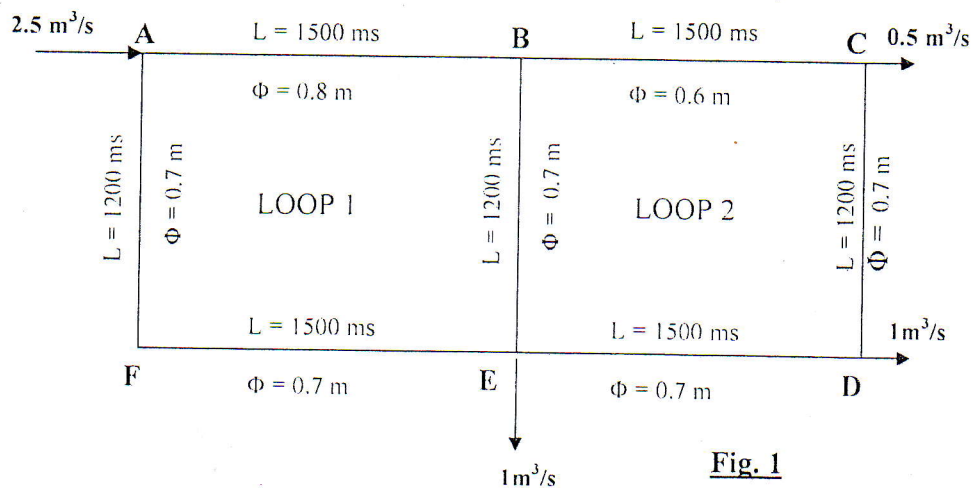 2.5 m³/s
A
L = 1500 ms
B
L = 1500 ms
C
0.5 m³/s
Φ = 0.8 m
Φ = 0.6 m
L = 1200 ms
Φ = 0.7 m
LOOP 1
L = 1200 ms
Φ = 0.7 m
LOOP 2
L = 1200 ms
Φ = 0.7 m
L = 1500 ms
L = 1500 ms
1m³/s
F
Φ = 0.7 m
E
Φ = 0.7 m
D
1m³/s
Fig. 1